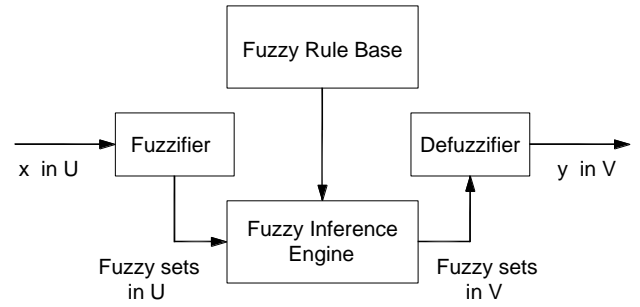 Fuzzy Rule Base
Fuzzifier
Defuzzifier
x in U
y in V
Fuzzy Inference
Engine
Fuzzy sets
in U
Fuzzy sets
in V